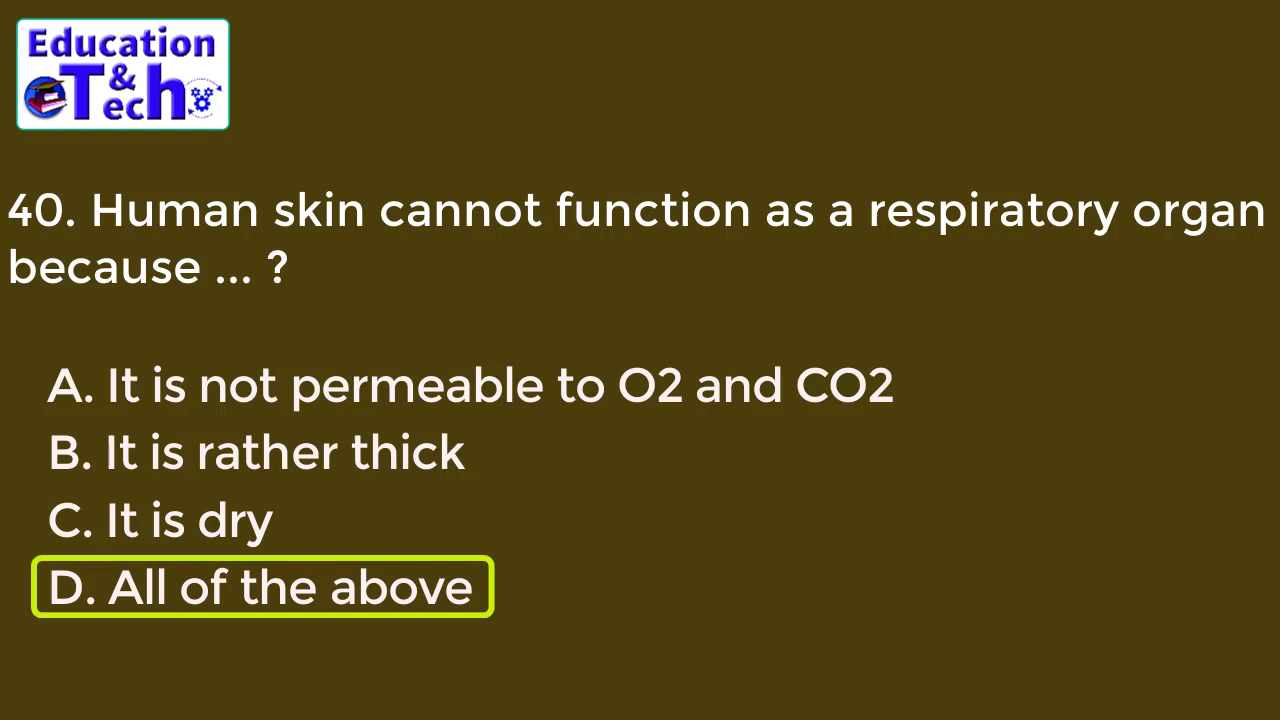 Education
& Tech
40. Human skin cannot function as a respiratory organ
because ... ?
A. It is not permeable to O2 and CO2
B. It is rather thick
C. It is dry
D. All of the above